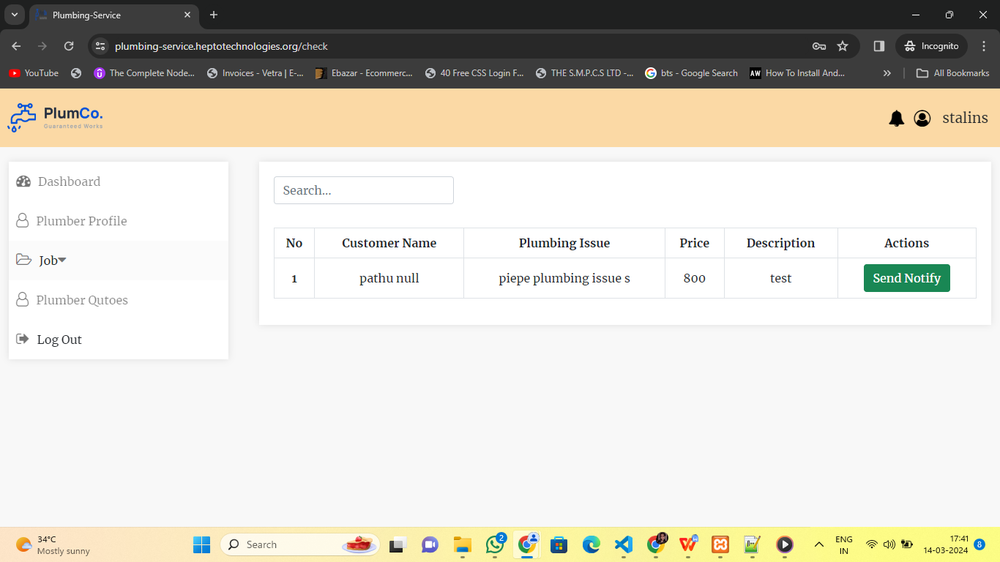 Plumbing-Service
plumbing-service.heptotechnologies.org/check
Incognito
YouTube
The Complete Node...
Invoices - Vetra | E-...
Ebazar - Ecommerc...
40 Free CSS Login F...
THE S.M.P.C.S LTD -...
bts - Google Search
AW
How To Install And...
»
All Bookmarks
PlumCo.
Guaranteed Works
stalins
Dashboard
Plumber Profile
Job
Plumber Qutoes
Log Out
Search...
No Customer Name Plumbing Issue Price Description Actions
1 pathu null piepe plumbing issue s 800 test Send Notify
34°C
Mostly sunny
Search
2
ENG
IN
17:41
14-03-2024
8